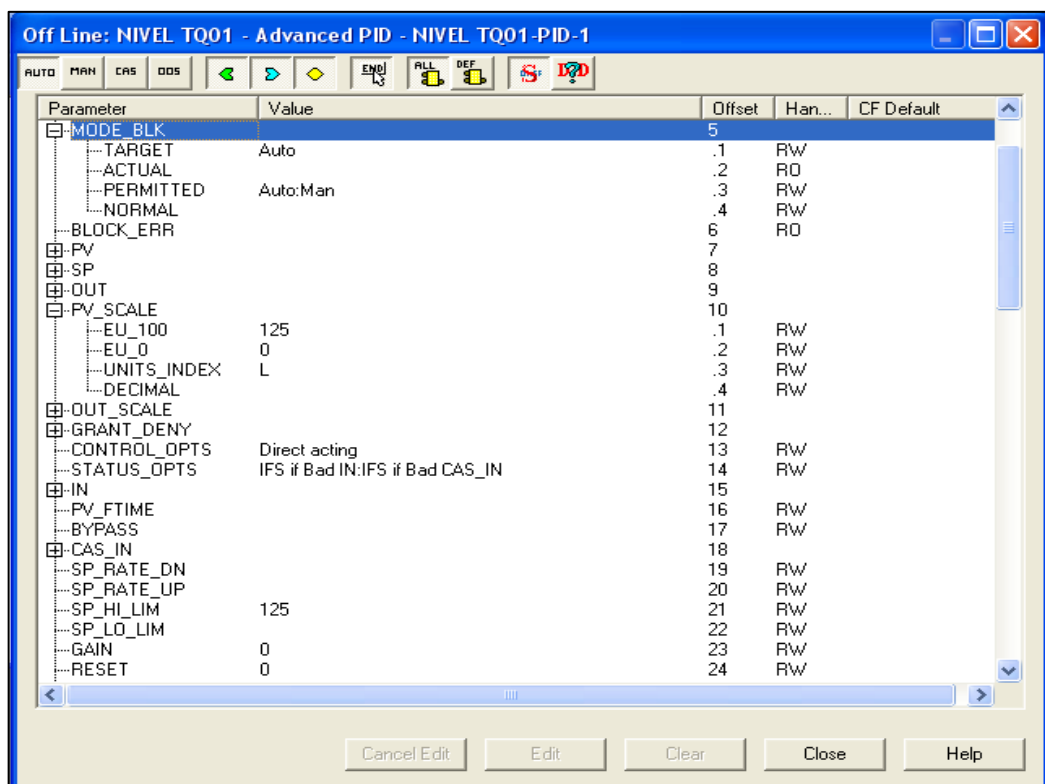 Off Line: NIVEL TQ01 - Advanced PID - NIVEL TQ01-PID-1
AUTO MAN CAS OOS END! ALL DEF
Parameter Value Offset Han... CF Default
MODE_BLK 5
TARGET Auto .1 RW
ACTUAL .2 RO
PERMITTED Auto:Man .3 RW
NORMAL .4 RW
BLOCK_ERR 6 RO
PV 7
SP 8
OUT 9
PV_SCALE 10
EU_100 125 .1 RW
EU_0 0 .2 RW
UNITS_INDEX L .3 RW
DECIMAL .4 RW
OUT_SCALE 11
GRANT_DENY 12
CONTROL_OPTS Direct acting 13 RW
STATUS_OPTS IFS if Bad IN:IFS if Bad CAS_IN 14 RW
IN 15
PV_FTIME 16 RW
BYPASS 17 RW
CAS_IN 18
SP_RATE_DN 19 RW
SP_RATE_UP 20 RW
SP_HI_LIM 125 21 RW
SP_LO_LIM 22 RW
GAIN 0 23 RW
RESET 0 24 RW
Cancel Edit Edit Clear Close Help